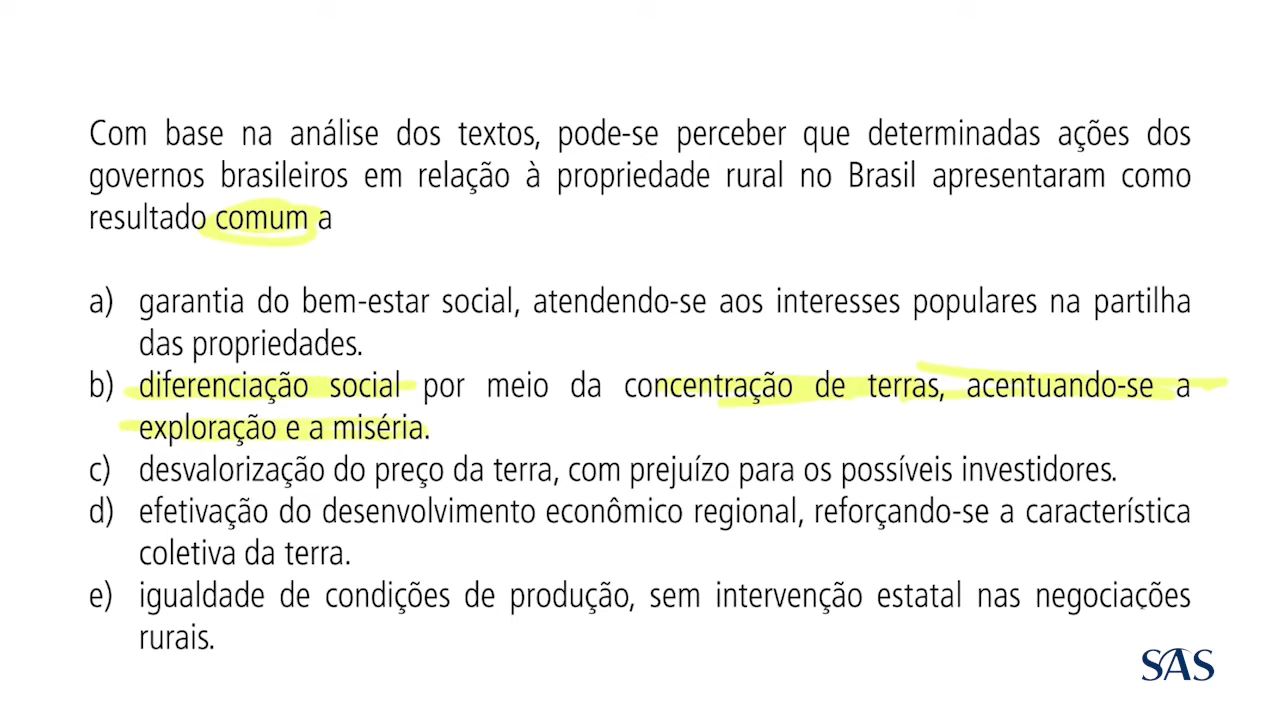 Com base na análise dos textos, pode-se perceber que determinadas ações dos
governos brasileiros em relação à propriedade rural no Brasil apresentaram como
resultado comum a
a) garantia do bem-estar social, atendendo-se aos interesses populares na partilha
das propriedades.
b) diferenciação social por meio da concentração de terras, acentuando-se a
exploração e a miséria.
c) desvalorização do preço da terra, com prejuízo para os possíveis investidores.
d) efetivação do desenvolvimento econômico regional, reforçando-se a característica
coletiva da terra.
e) igualdade de condições de produção, sem intervenção estatal nas negociações
rurais.
SAS